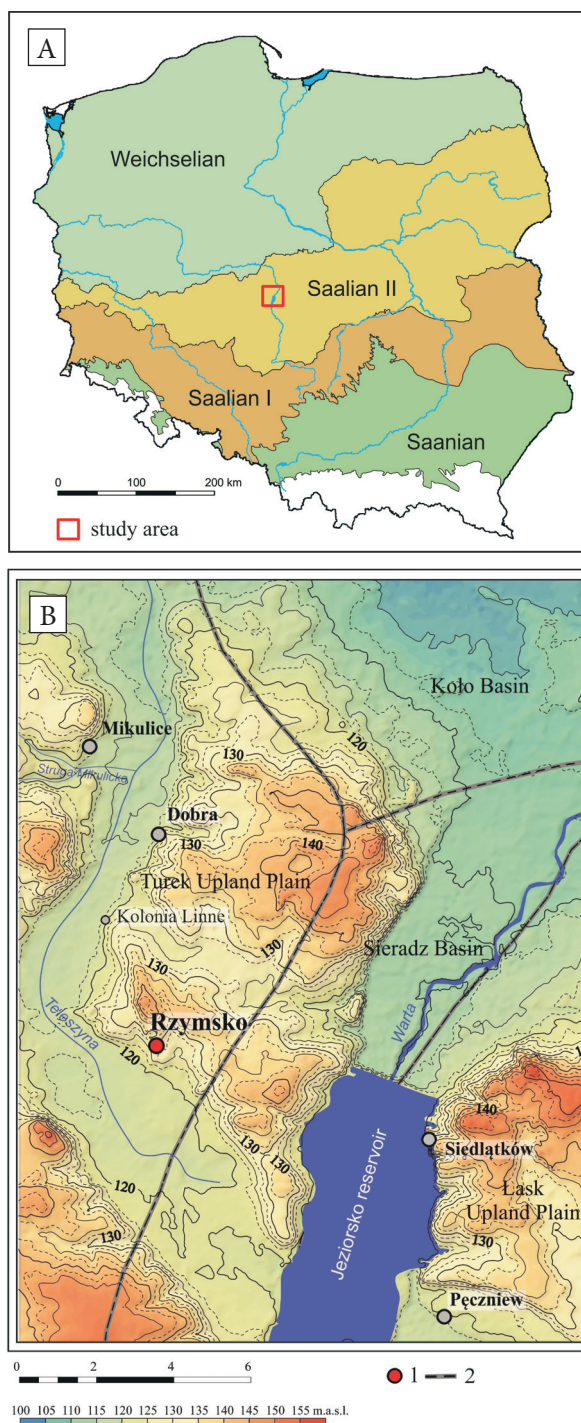 A
Weichselian
Saalian II
Saalian I
Saanian
0 100 200 km
study area
B
Koło Basin
120
Mikulice
130
Struga Mikulicka
Dobra
130
140
Turek Upland Plain
Kolonia Linne
130
Sieradz Basin
130
Rzymsko
Teleszyna
120
Warta
140
Siedlątków
130
130
Jeziorsko reservoir
120
Łask
Upland Plain
130
130
Pęczniew
0 2 4 6
1 2
100 105 110 115 120 125 130 135 140 145 150 155 m.a.s.l.